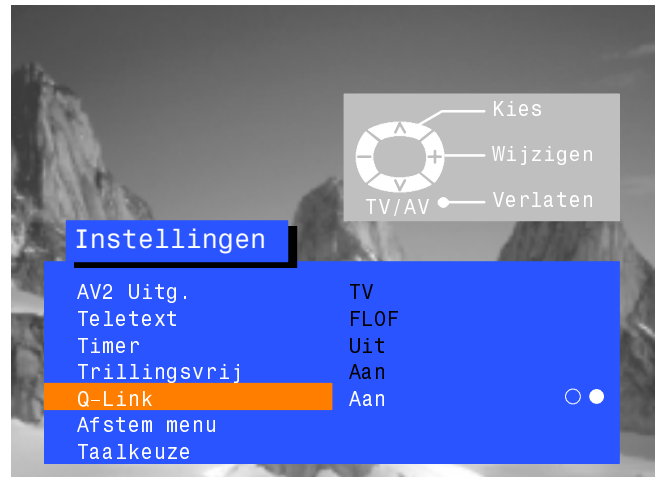 Kies
Wijzigen
TV/AV Verlaten
Instellingen
AV2 Uitg. TV
Teletext FLOF
Timer Uit
Trillingsvrij Aan
Q-Link Aan
Afstem menu
Taalkeuze